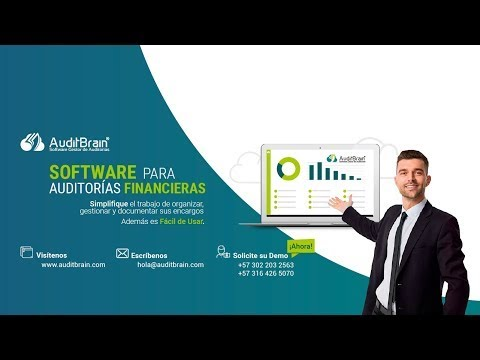 AuditBrain®
Software Gestor de Auditorías
SOFTWARE PARA
AUDITORÍAS FINANCIERAS
Simplifique el trabajo de organizar,
gestionar y documentar sus encargos
Además es Fácil de Usar.
Visítenos
www.auditbrain.com
Escríbenos
hola@auditbrain.com
¡Ahora!
Solicite su Demo
+57 302 203 2563
+57 316 426 5070
AuditBrain